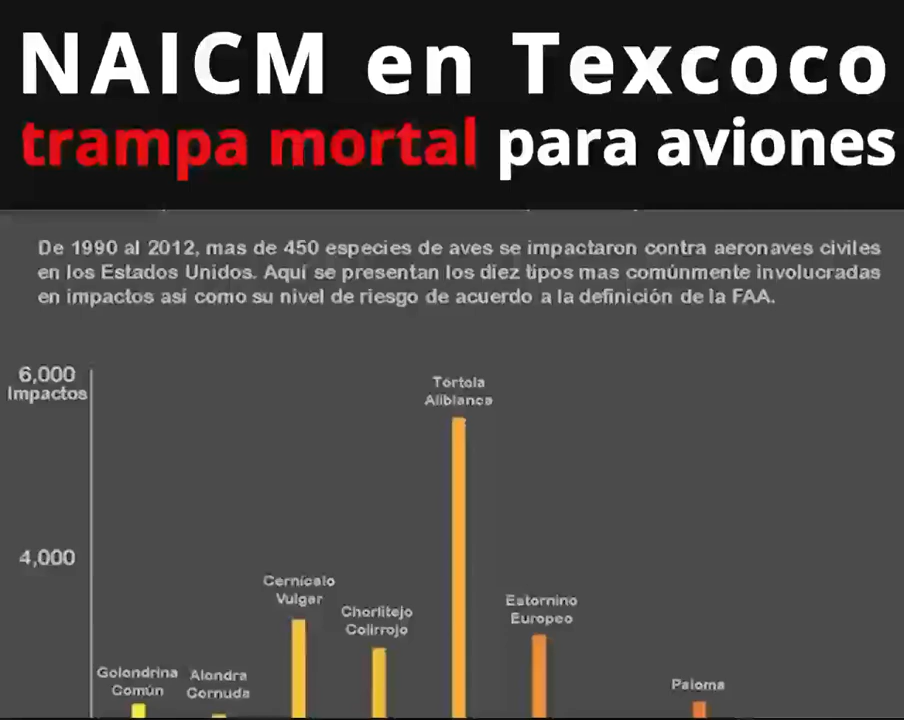 NAICM en Texcoco
trampa mortal para aviones
De 1990 al 2012, mas de 450 especies de aves se impactaron contra aeronaves civiles
en los Estados Unidos. Aquí se presentan los diez tipos mas comúnmente involucradas
en impactos así como su nivel de riesgo de acuerdo a la definición de la FAA.
6,000
Impactos
Tórtola
Aliblanca
4,000
Cernícalo
Vulgar
Chorlitejo
Colirrojo
Estornino
Europeo
Golondrina
Común
Alondra
Cornuda
Paloma